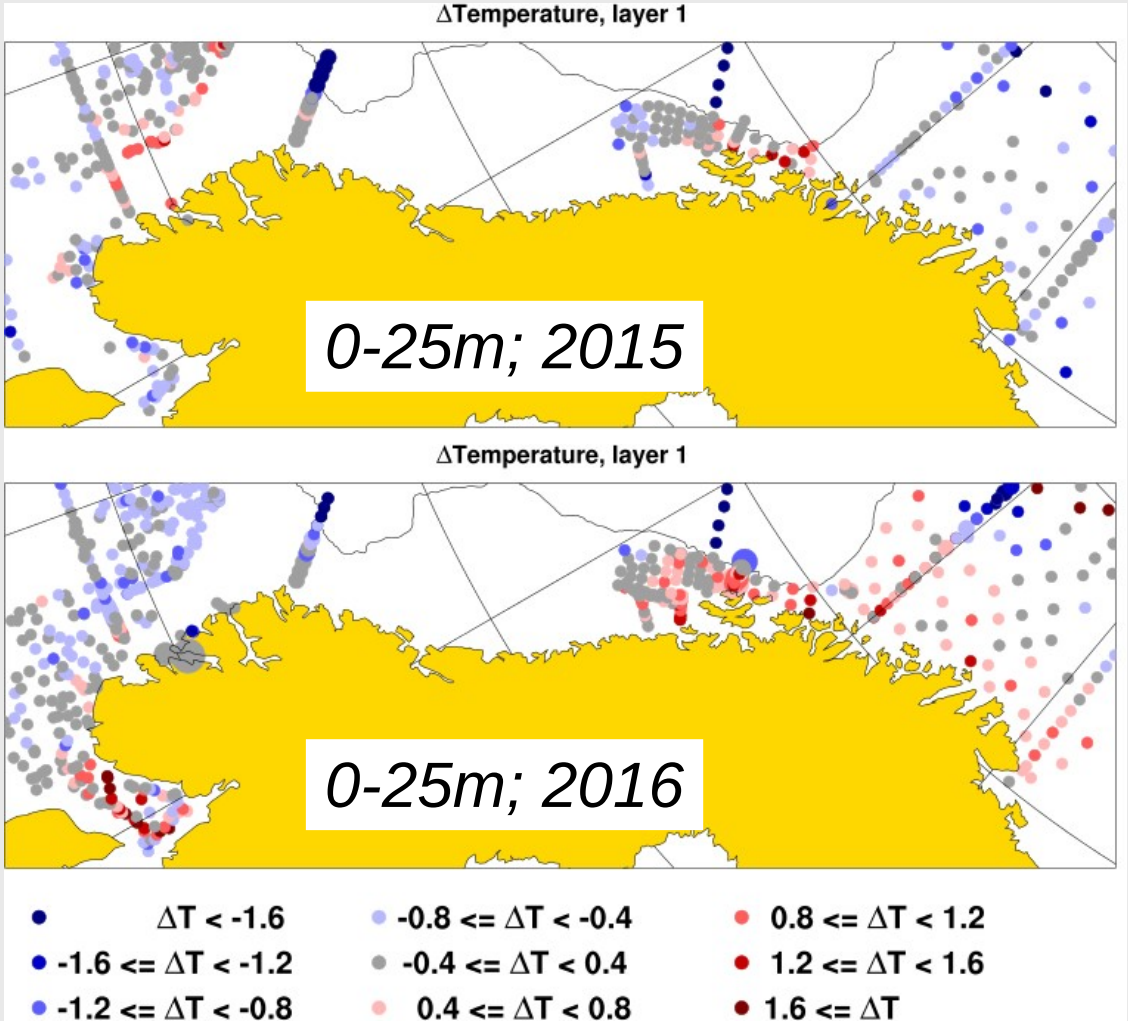 ΔTemperature, layer 1
0-25m; 2015
ΔTemperature, layer 1
0-25m; 2016
ΔT < -1.6 -0.8 <= ΔT < -0.4 0.8 <= ΔT < 1.2
-1.6 <= ΔT < -1.2 -0.4 <= ΔT < 0.4 1.2 <= ΔT < 1.6
-1.2 <= ΔT < -0.8 0.4 <= ΔT < 0.8 1.6 <= ΔT